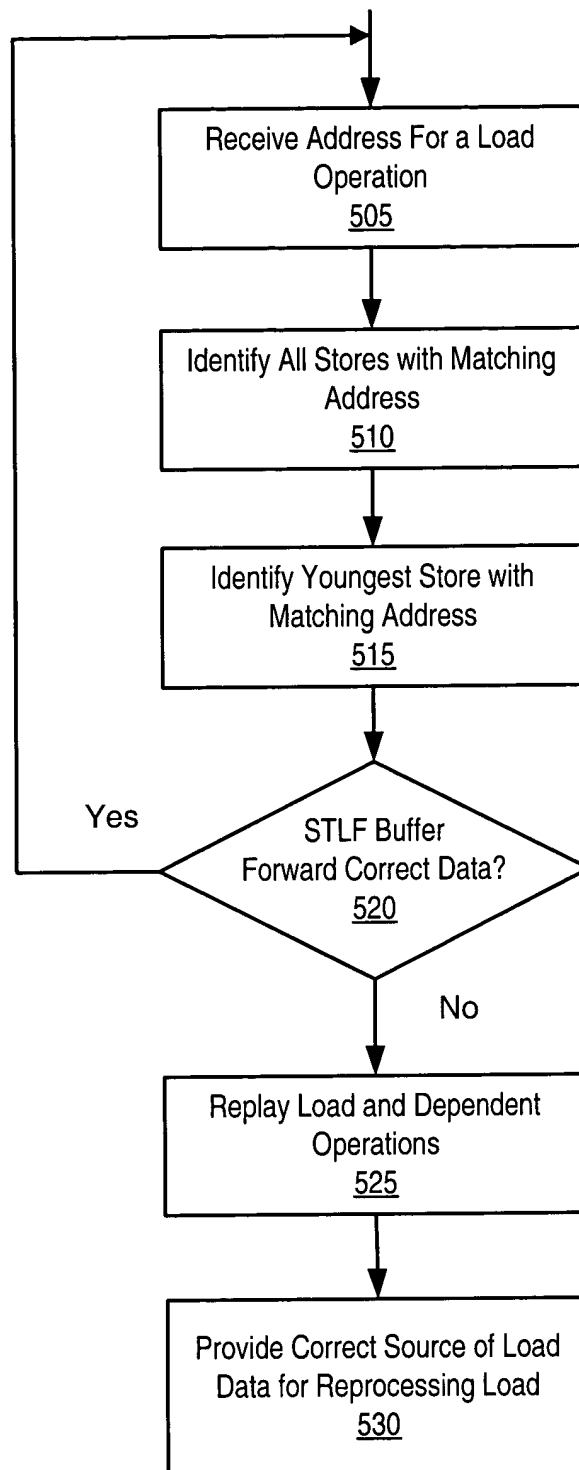 Receive Address For a Load
Operation
505
Identify All Stores with Matching
Address
510
Identify Youngest Store with
Matching Address
515
Yes
STLF Buffer
Forward Correct Data?
520
No
Replay Load and Dependent
Operations
525
Provide Correct Source of Load
Data for Reprocessing Load
530